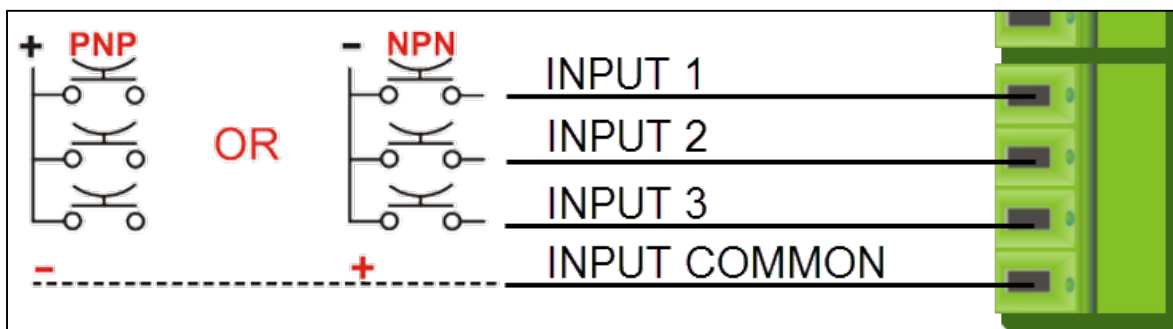 + PNP - NPN
INPUT 1
OR
INPUT 2
INPUT 3
- + INPUT COMMON